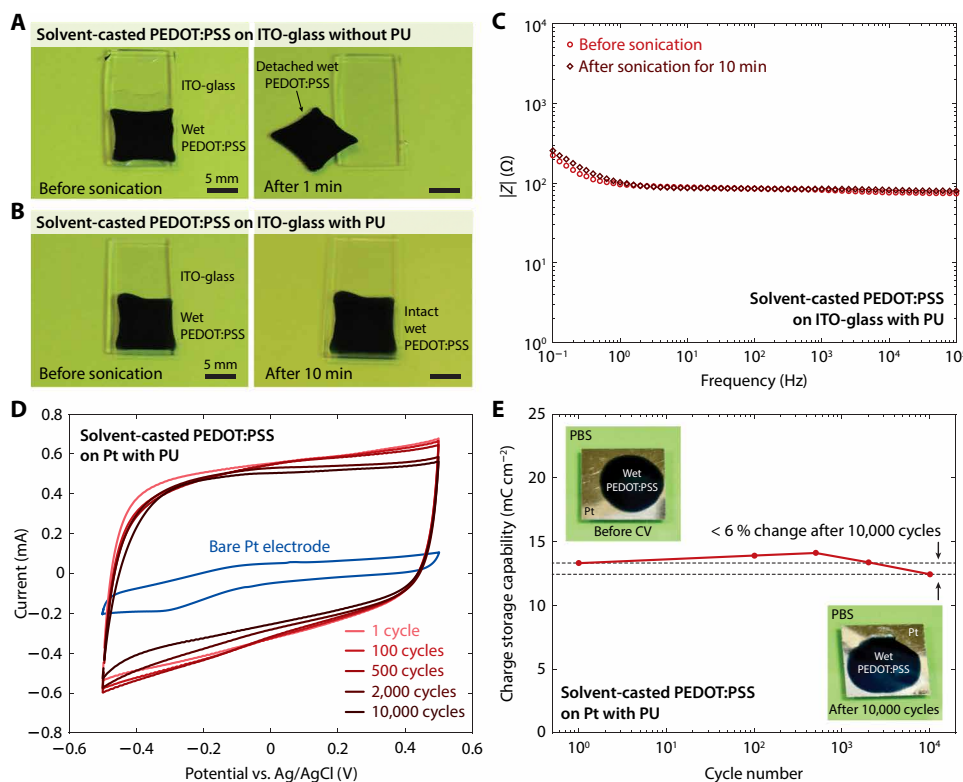 A
Solvent-casted PEDOT:PSS on ITO-glass without PU
ITO-glass
Wet
PEDOT:PSS
Before sonication
5 mm
Detached wet
PEDOT:PSS
After 1 min
B
Solvent-casted PEDOT:PSS on ITO-glass with PU
ITO-glass
Wet
PEDOT:PSS
Before sonication
5 mm
Intact
wet
PEDOT:PSS
After 10 min
C
Before sonication
After sonication for 10 min
|Z| (Ω)
10⁴
10³
10²
10¹
10⁰
Solvent-casted PEDOT:PSS
on ITO-glass with PU
10⁻¹ 10⁰ 10¹ 10² 10³ 10⁴ 10⁵
Frequency (Hz)
D
Solvent-casted PEDOT:PSS
on Pt with PU
Current (mA)
0.8
0.6
0.4
0.2
0
−0.2
−0.4
−0.6
−0.8
Bare Pt electrode
1 cycle
100 cycles
500 cycles
2,000 cycles
10,000 cycles
−0.6 −0.4 −0.2 0 0.2 0.4 0.6
Potential vs. Ag/AgCl (V)
E
Charge storage capability (mC cm⁻²)
25
20
15
10
5
0
PBS
Wet
PEDOT:PSS
Pt
Before CV
< 6 % change after 10,000 cycles
PBS
Pt
Wet
PEDOT:PSS
After 10,000 cycles
Solvent-casted PEDOT:PSS
on Pt with PU
10⁰ 10¹ 10² 10³ 10⁴
Cycle number